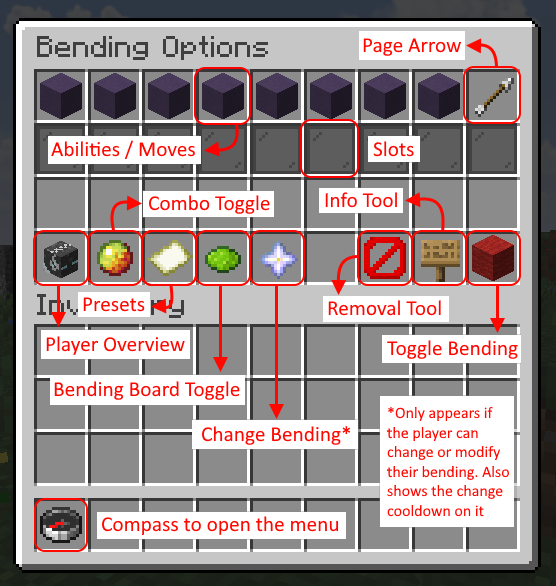 Bending Options
Page Arrow
Abilities / Moves
Slots
Combo Toggle
Info Tool
Presets
Removal Tool
Player Overview
Toggle Bending
Bending Board Toggle
Change Bending*
*Only appears if
the player can
change or modify
their bending. Also
shows the change
cooldown on it
Compass to open the menu